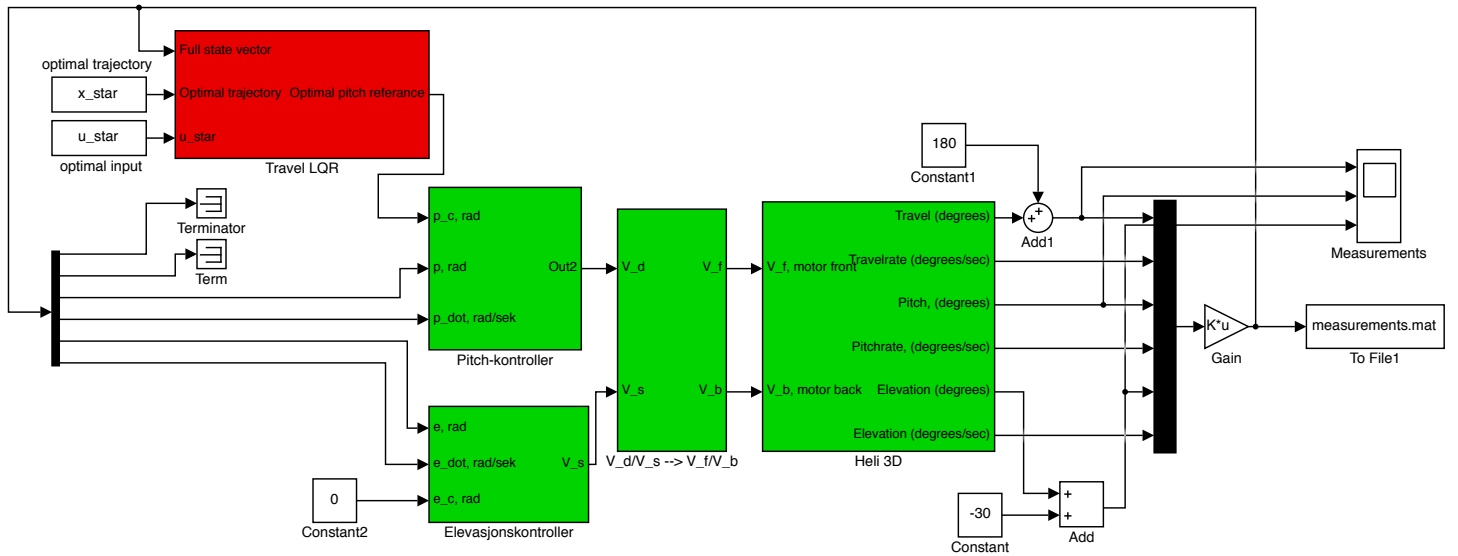 Full state vector
optimal trajectory
x_star
Optimal trajectory
Optimal pitch referance
u_star
u_star
optimal input
Travel LQR
180
Constant1
Terminator
Term
p_c, rad
p, rad
Out2
p_dot, rad/sek
Pitch-kontroller
V_d
V_f
V_s
V_b
V_d/V_s --> V_f/V_b
Travel (degrees)
V_f, motor front
Travelrate (degrees/sec)
Pitch, (degrees)
Pitchrate, (degrees/sec)
V_b, motor back
Elevation (degrees)
Elevation (degrees/sec)
Heli 3D
+
+
Add1
Measurements
K*u
Gain
measurements.mat
To File1
e, rad
e_dot, rad/sek
V_s
e_c, rad
Elevasjonskontroller
0
Constant2
-30
Constant
+
+
Add